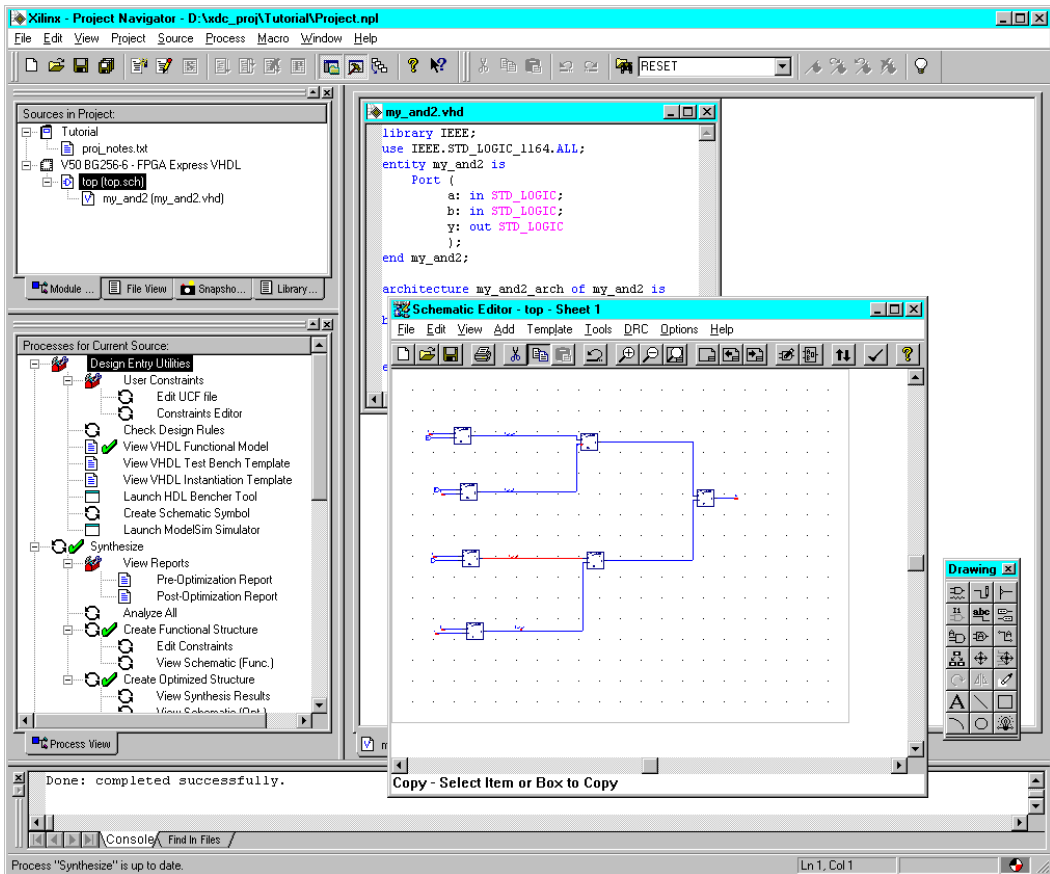 Xilinx - Project Navigator - D:\xdc_proj\Tutorial\Project.npl
File Edit View Project Source Process Macro Window Help
RESET
Sources in Project:
Tutorial
proj_notes.txt
V50 BG256-6 - FPGA Express VHDL
top (top.sch)
my_and2 (my_and2.vhd)
Module ... File View Snapsho... Library...
Processes for Current Source:
Design Entry Utilities
User Constraints
Edit UCF file
Constraints Editor
Check Design Rules
View VHDL Functional Model
View VHDL Test Bench Template
View VHDL Instantiation Template
Launch HDL Bencher Tool
Create Schematic Symbol
Launch ModelSim Simulator
Synthesize
View Reports
Pre-Optimization Report
Post-Optimization Report
Analyze All
Create Functional Structure
Edit Constraints
View Schematic (Func.)
Create Optimized Structure
View Synthesis Results
View Schematic (Opt.)
Process View
my_and2.vhd
library IEEE;
use IEEE.STD_LOGIC_1164.ALL;
entity my_and2 is
Port (
a: in STD_LOGIC;
b: in STD_LOGIC;
y: out STD_LOGIC
);
end my_and2;
architecture my_and2_arch of my_and2 is
Schematic Editor - top - Sheet 1
File Edit View Add Template Tools DRC Options Help
Copy - Select Item or Box to Copy
Drawing
abc
A
Done: completed successfully.
Console Find in Files
Process "Synthesize" is up to date.
Ln 1, Col 1